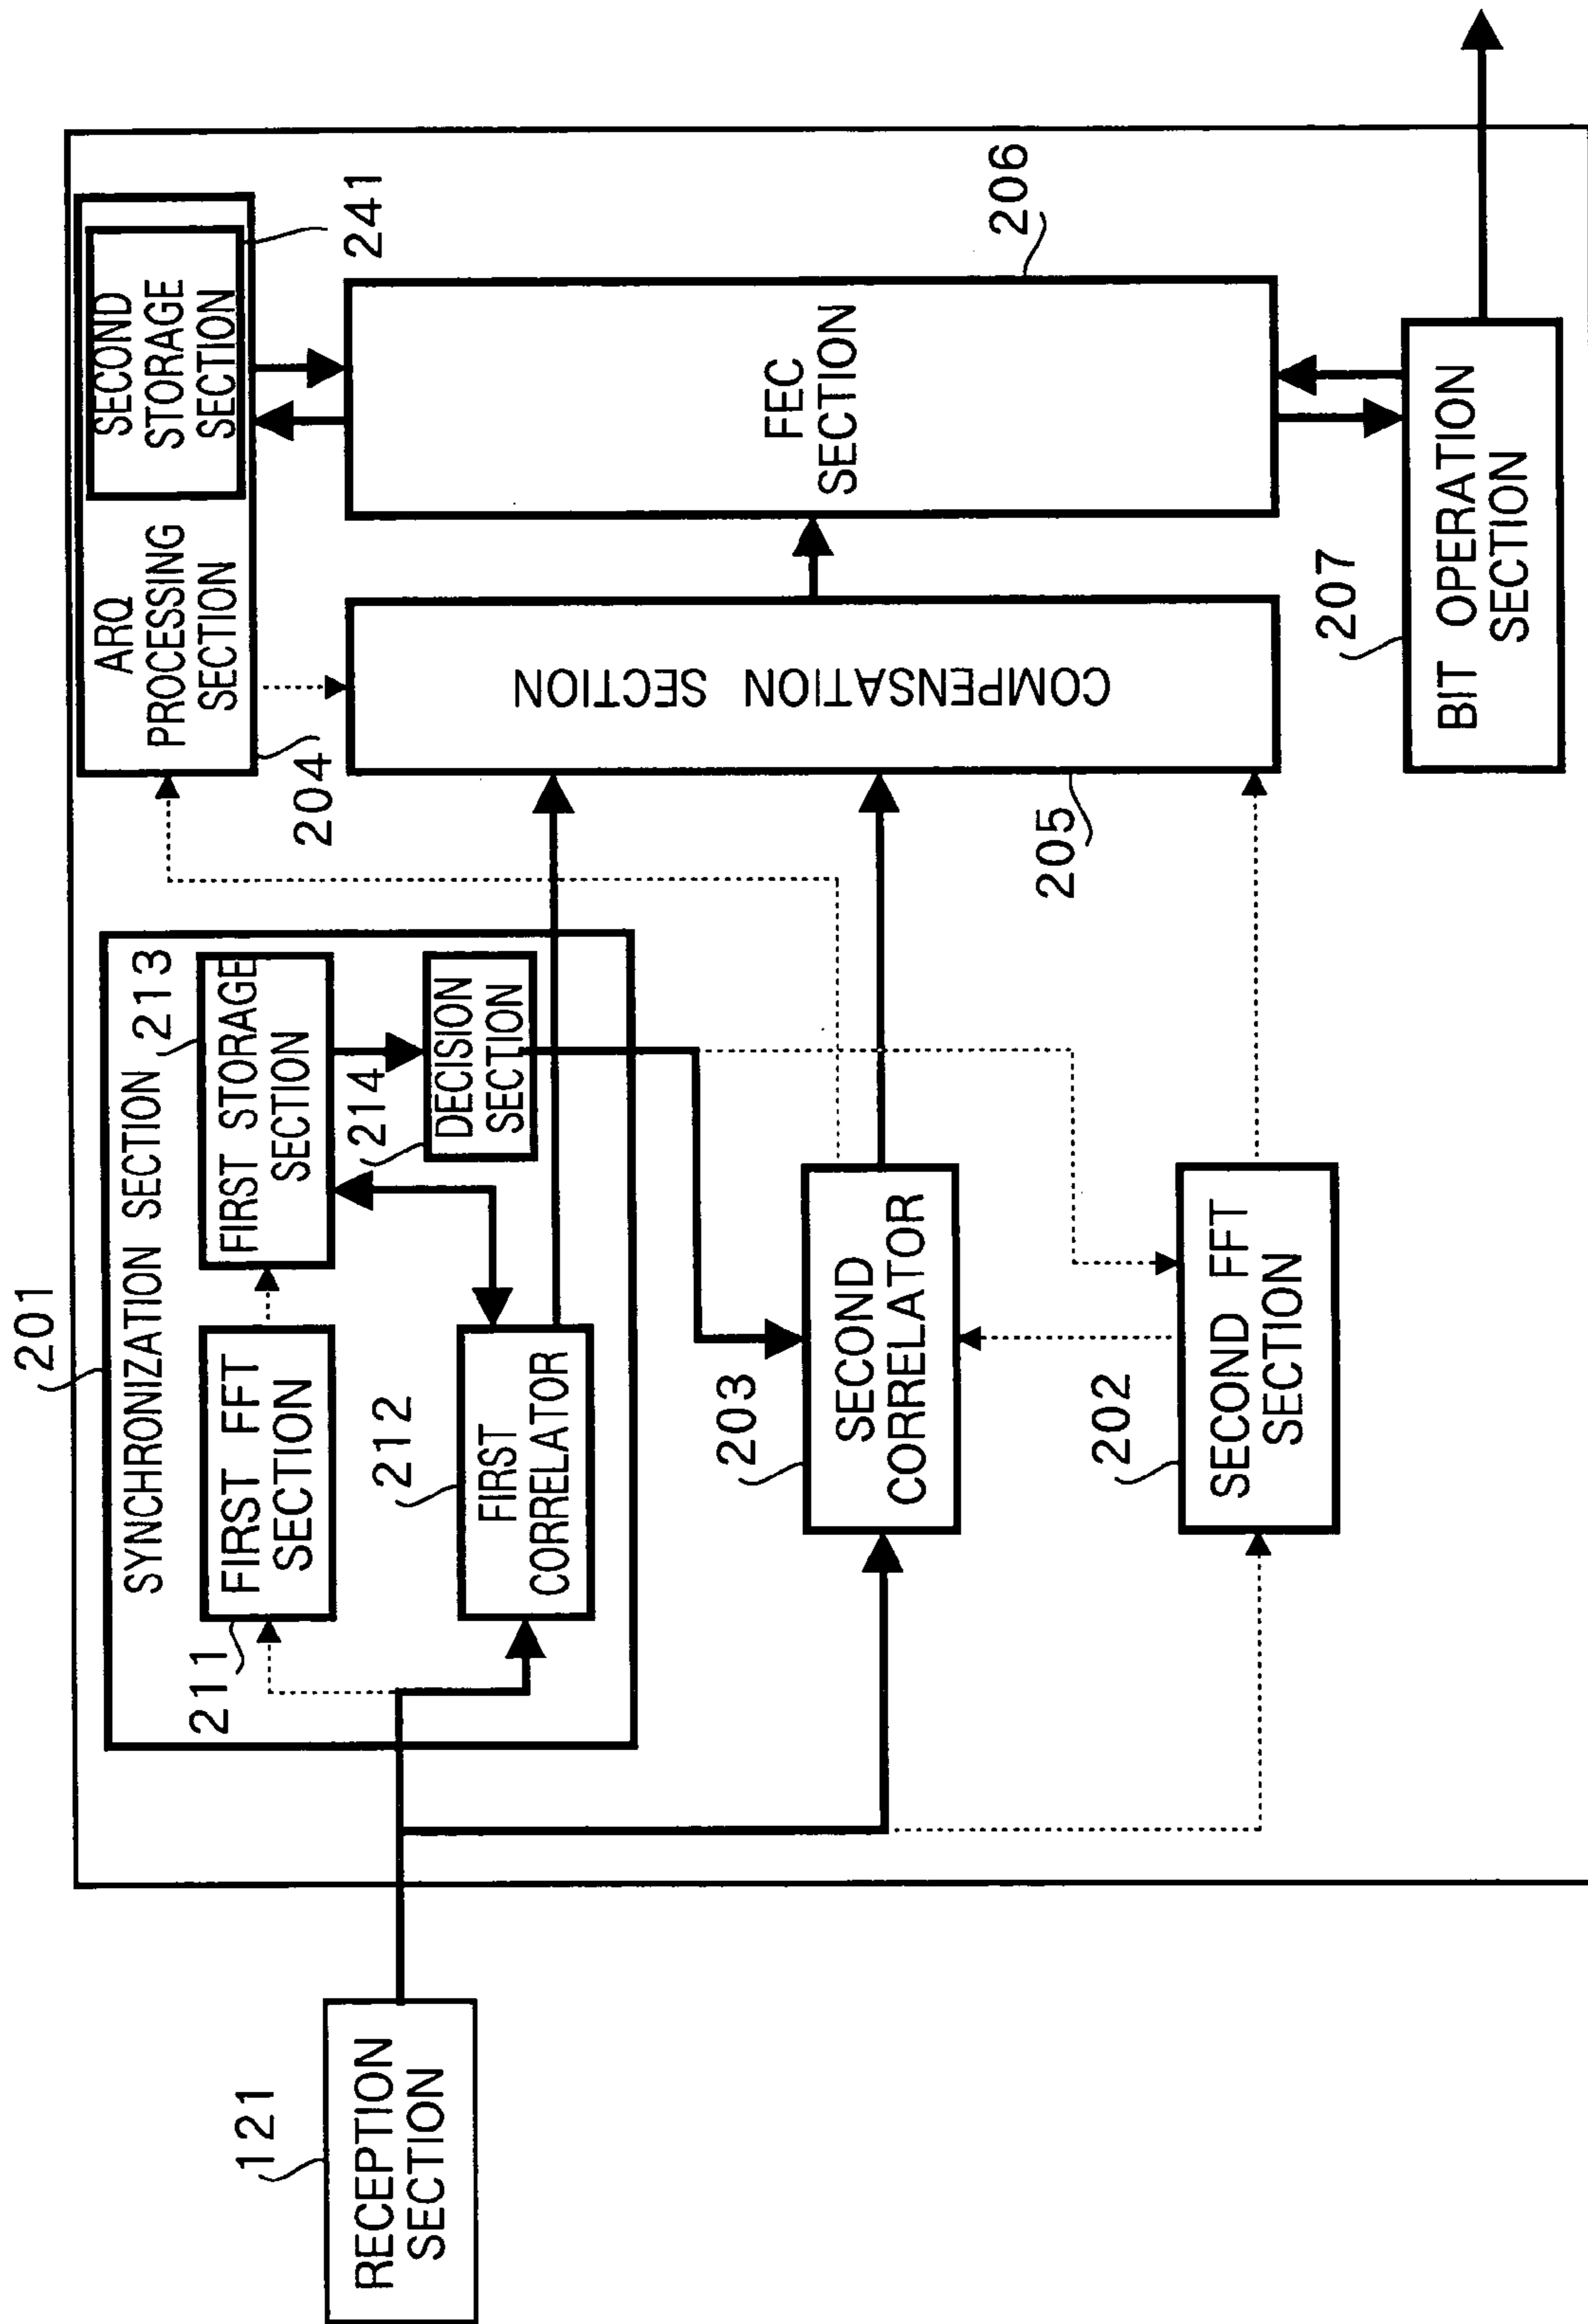 121
RECEPTION
SECTION
201
SYNCHRONIZATION SECTION
211
FIRST FFT
SECTION
212
FIRST
CORRELATOR
213
FIRST STORAGE
SECTION
214
DECISION
SECTION
203
SECOND
CORRELATOR
202
SECOND FFT
SECTION
204
ARQ
PROCESSING
SECTION
SECOND
STORAGE
SECTION
241
205
COMPENSATION SECTION
206
FEC
SECTION
207
BIT OPERATION
SECTION